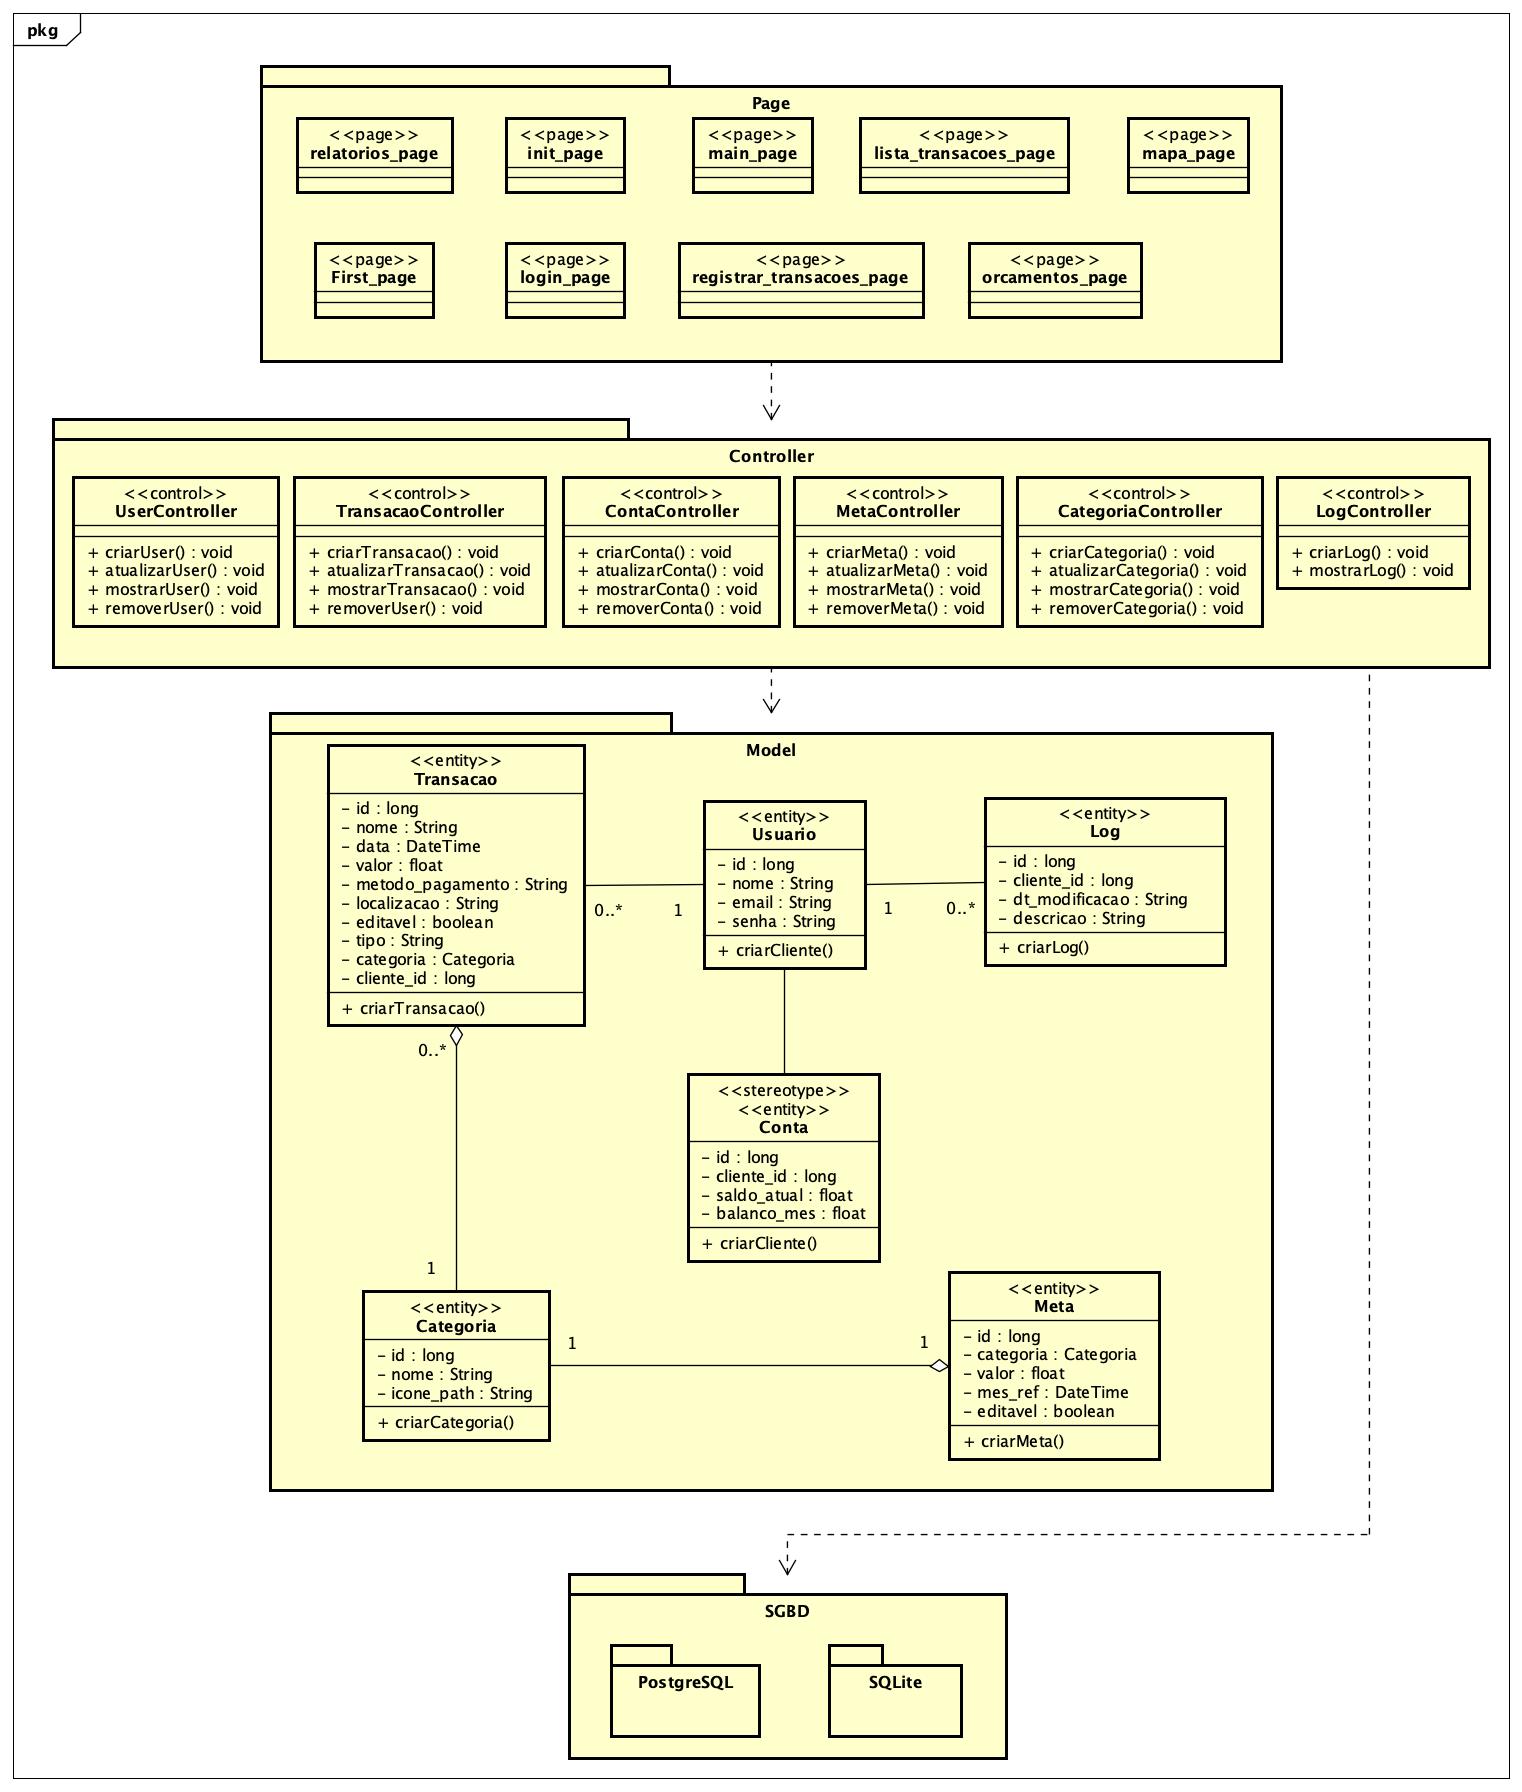 pkg
Page
<<page>>
relatorios_page
<<page>>
init_page
<<page>>
main_page
<<page>>
lista_transacoes_page
<<page>>
mapa_page
<<page>>
First_page
<<page>>
login_page
<<page>>
registrar_transacoes_page
<<page>>
orcamentos_page
Controller
<<control>>
UserController
+ criarUser() : void
+ atualizarUser() : void
+ mostrarUser() : void
+ removerUser() : void
<<control>>
TransacaoController
+ criarTransacao() : void
+ atualizarTransacao() : void
+ mostrarTransacao() : void
+ removerUser() : void
<<control>>
ContaController
+ criarConta() : void
+ atualizarConta() : void
+ mostrarConta() : void
+ removerConta() : void
<<control>>
MetaController
+ criarMeta() : void
+ atualizarMeta() : void
+ mostrarMeta() : void
+ removerMeta() : void
<<control>>
CategoriaController
+ criarCategoria() : void
+ atualizarCategoria() : void
+ mostrarCategoria() : void
+ removerCategoria() : void
<<control>>
LogController
+ criarLog() : void
+ mostrarLog() : void
Model
<<entity>>
Transacao
- id : long
- nome : String
- data : DateTime
- valor : float
- metodo_pagamento : String
- localizacao : String
- editavel : boolean
- tipo : String
- categoria : Categoria
- cliente_id : long
+ criarTransacao()
0..*
1
<<entity>>
Usuario
- id : long
- nome : String
- email : String
- senha : String
+ criarCliente()
1
0..*
<<entity>>
Log
- id : long
- cliente_id : long
- dt_modificacao : String
- descricao : String
+ criarLog()
0..*
1
<<stereotype>>
<<entity>>
Conta
- id : long
- cliente_id : long
- saldo_atual : float
- balanco_mes : float
+ criarCliente()
<<entity>>
Categoria
- id : long
- nome : String
- icone_path : String
+ criarCategoria()
1
1
<<entity>>
Meta
- id : long
- categoria : Categoria
- valor : float
- mes_ref : DateTime
- editavel : boolean
+ criarMeta()
SGBD
PostgreSQL
SQLite